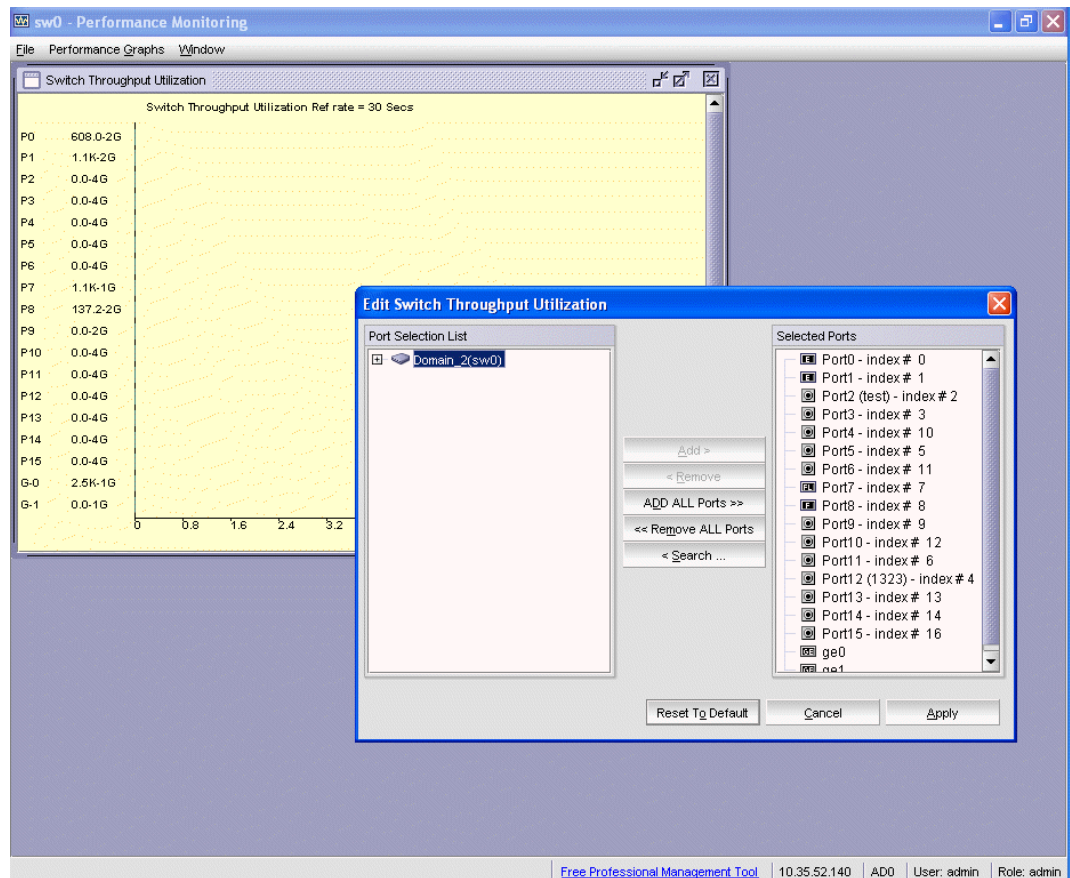 sw0 - Performance Monitoring
File Performance Graphs Window
Switch Throughput Utilization
Switch Throughput Utilization Ref rate = 30 Secs
P0 608.0-2G
P1 1.1K-2G
P2 0.0-4G
P3 0.0-4G
P4 0.0-4G
P5 0.0-4G
P6 0.0-4G
P7 1.1K-1G
P8 137.2-2G
P9 0.0-2G
P10 0.0-4G
P11 0.0-4G
P12 0.0-4G
P13 0.0-4G
P14 0.0-4G
P15 0.0-4G
G-0 2.5K-1G
G-1 0.0-1G
0 0.8 1.6 2.4 3.2
Edit Switch Throughput Utilization
Port Selection List
Domain_2(sw0)
Add >
< Remove
ADD ALL Ports >>
<< Remove ALL Ports
< Search ...
Selected Ports
Port0 - index # 0
Port1 - index # 1
Port2 (test) - index # 2
Port3 - index # 3
Port4 - index # 10
Port5 - index # 5
Port6 - index # 11
Port7 - index # 7
Port8 - index # 8
Port9 - index # 9
Port10 - index # 12
Port11 - index # 6
Port12 (1323) - index # 4
Port13 - index # 13
Port14 - index # 14
Port15 - index # 16
ge0
ge1
Reset To Default Cancel Apply
Free Professional Management Tool 10.35.52.140 AD0 User: admin Role: admin